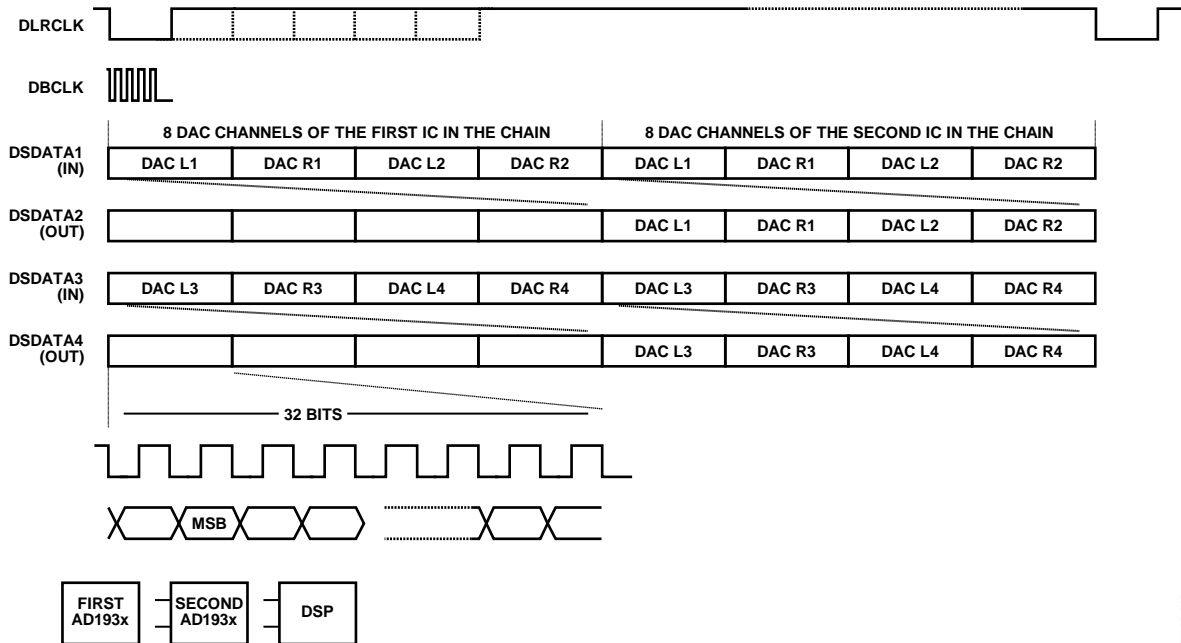 DLRCLK
DBCLK
8 DAC CHANNELS OF THE FIRST IC IN THE CHAIN
8 DAC CHANNELS OF THE SECOND IC IN THE CHAIN
DSDATA1
(IN)
DAC L1 DAC R1 DAC L2 DAC R2 DAC L1 DAC R1 DAC L2 DAC R2
DSDATA2
(OUT)
DAC L1 DAC R1 DAC L2 DAC R2
DSDATA3
(IN)
DAC L3 DAC R3 DAC L4 DAC R4 DAC L3 DAC R3 DAC L4 DAC R4
DSDATA4
(OUT)
DAC L3 DAC R3 DAC L4 DAC R4
32 BITS
MSB
FIRST
AD193x
SECOND
AD193x
DSP